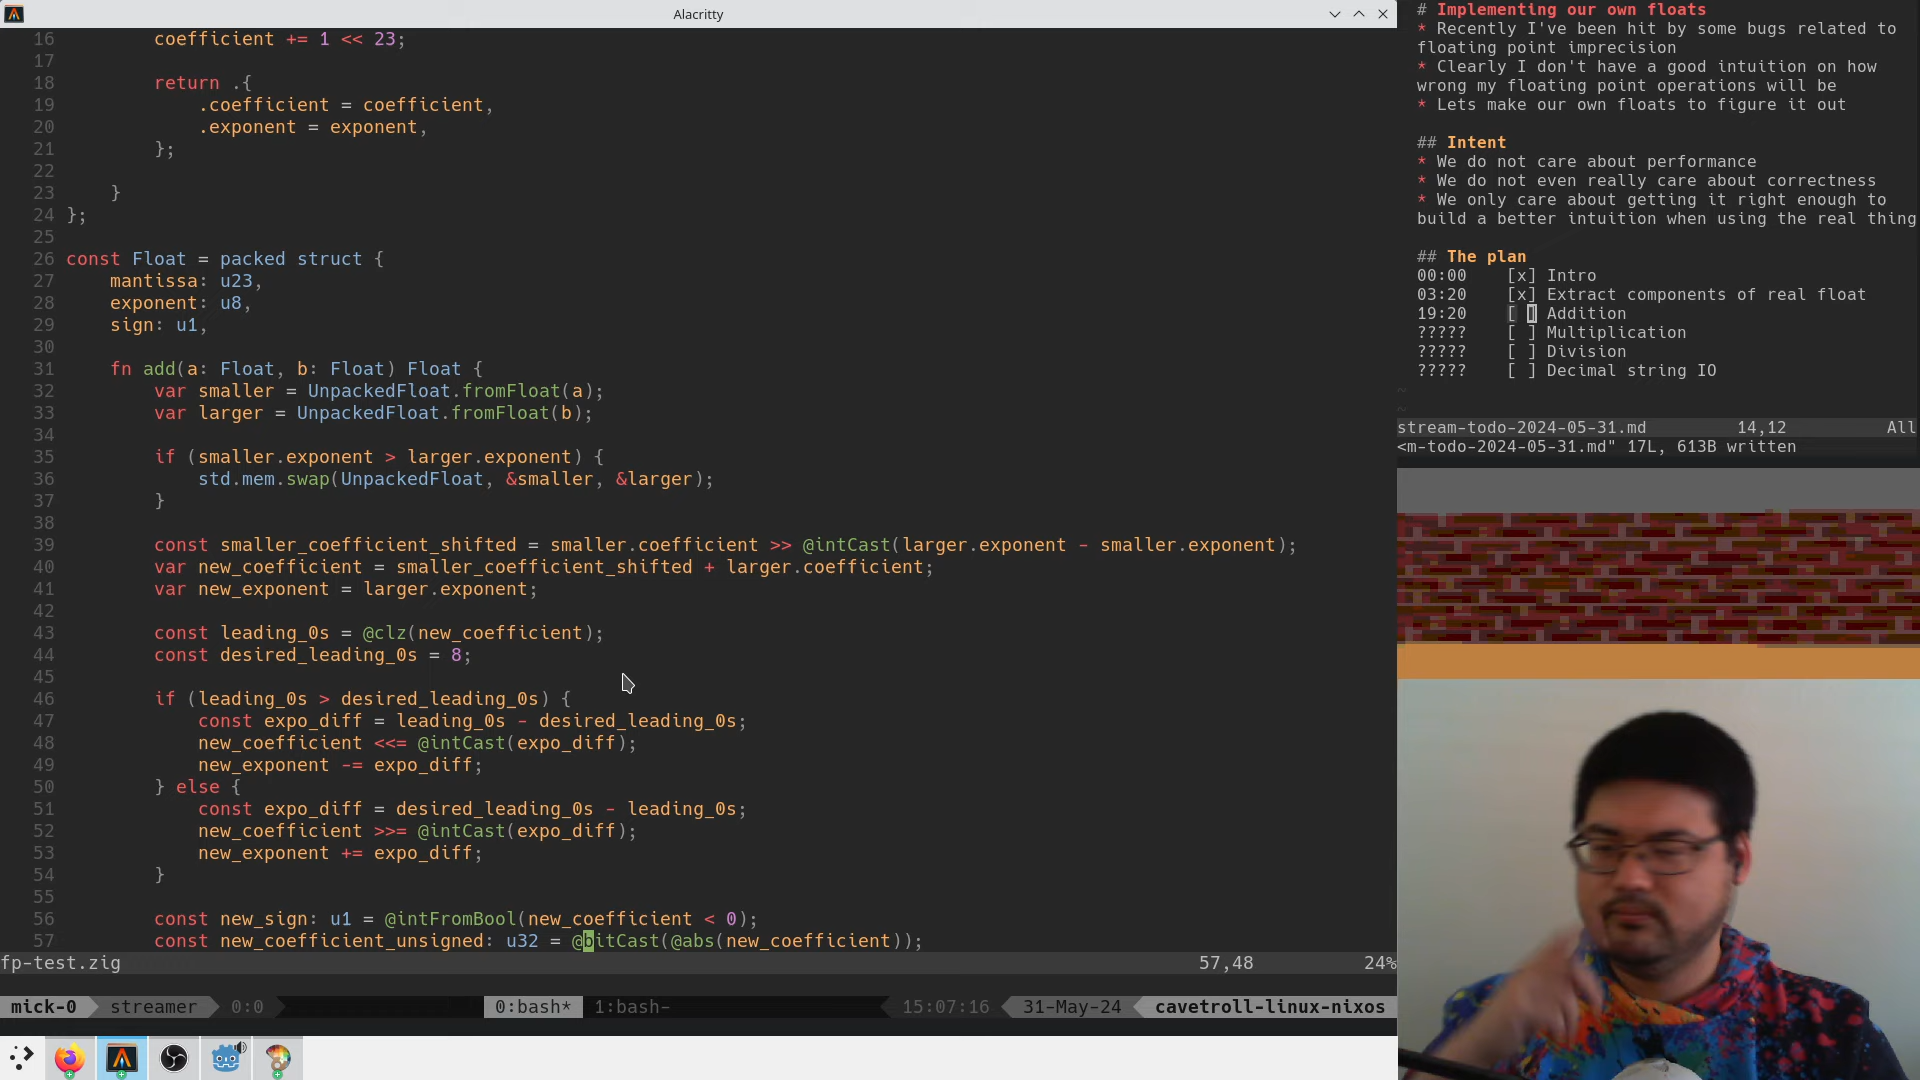 Alacritty
16 coefficient += 1 << 23;
17
18 return .{
19 .coefficient = coefficient,
20 .exponent = exponent,
21 };
22
23 }
24 };
25
26 const Float = packed struct {
27 mantissa: u23,
28 exponent: u8,
29 sign: u1,
30
31 fn add(a: Float, b: Float) Float {
32 var smaller = UnpackedFloat.fromFloat(a);
33 var larger = UnpackedFloat.fromFloat(b);
34
35 if (smaller.exponent > larger.exponent) {
36 std.mem.swap(UnpackedFloat, &smaller, &larger);
37 }
38
39 const smaller_coefficient_shifted = smaller.coefficient >> @intCast(larger.exponent - smaller.exponent);
40 var new_coefficient = smaller_coefficient_shifted + larger.coefficient;
41 var new_exponent = larger.exponent;
42
43 const leading_0s = @clz(new_coefficient);
44 const desired_leading_0s = 8;
45
46 if (leading_0s > desired_leading_0s) {
47 const expo_diff = leading_0s - desired_leading_0s;
48 new_coefficient <<= @intCast(expo_diff);
49 new_exponent -= expo_diff;
50 } else {
51 const expo_diff = desired_leading_0s - leading_0s;
52 new_coefficient >>= @intCast(expo_diff);
53 new_exponent += expo_diff;
54 }
55
56 const new_sign: u1 = @intFromBool(new_coefficient < 0);
57 const new_coefficient_unsigned: u32 = @bitCast(@abs(new_coefficient));
fp-test.zig 57,48 24%
mick-0 streamer 0:0 0:bash* 1:bash- 15:07:16 31-May-24 cavetroll-linux-nixos
# Implementing our own floats
* Recently I've been hit by some bugs related to
floating point imprecision
* Clearly I don't have a good intuition on how
wrong my floating point operations will be
* Lets make our own floats to figure it out
## Intent
* We do not care about performance
* We do not even really care about correctness
* We only care about getting it right enough to
build a better intuition when using the real thing
## The plan
00:00 [x] Intro
03:20 [x] Extract components of real float
19:20 [ ] Addition
????? [ ] Multiplication
????? [ ] Division
????? [ ] Decimal string IO
~
~
stream-todo-2024-05-31.md 14,12 All
<m-todo-2024-05-31.md" 17L, 613B written